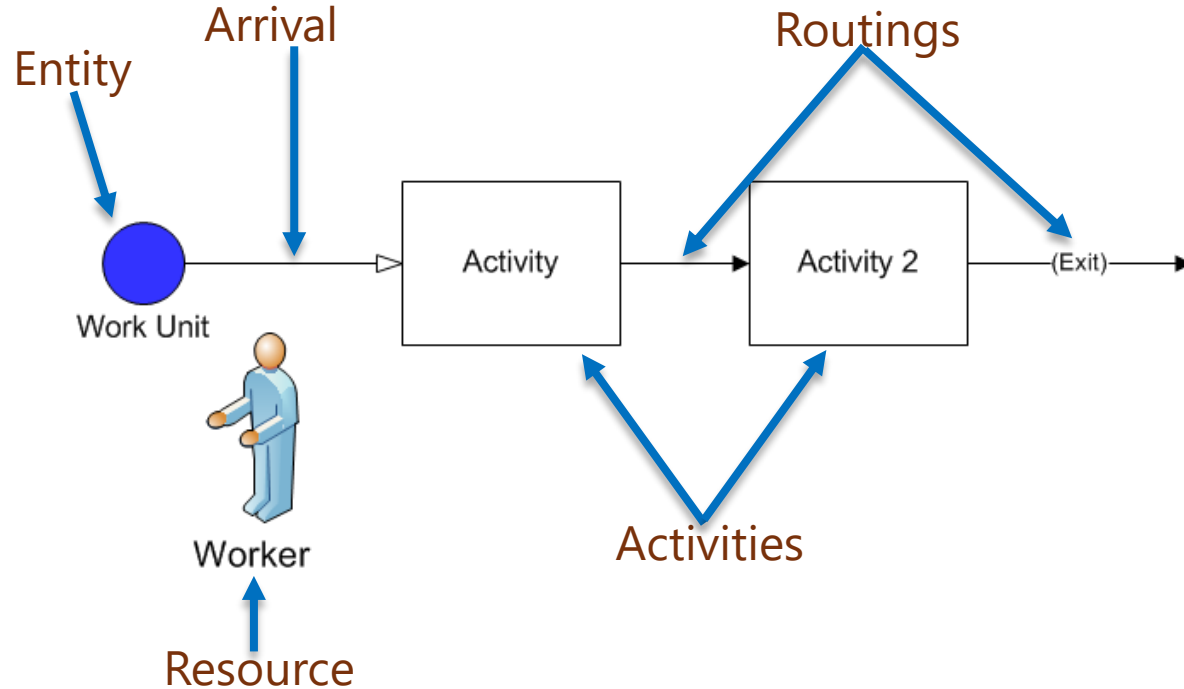 Arrival
Routings
Entity
Activity
Activity 2
(Exit)
Work Unit
Worker
Activities
Resource